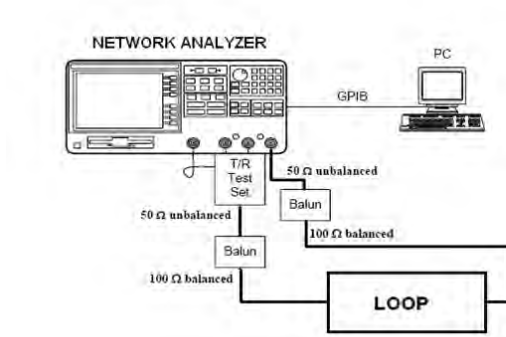 NETWORK ANALYZER
PC
GPIB
T/R
Test
Set
50 Ω unbalanced
Balun
50 Ω unbalanced
100 Ω balanced
Balun
100 Ω balanced
LOOP